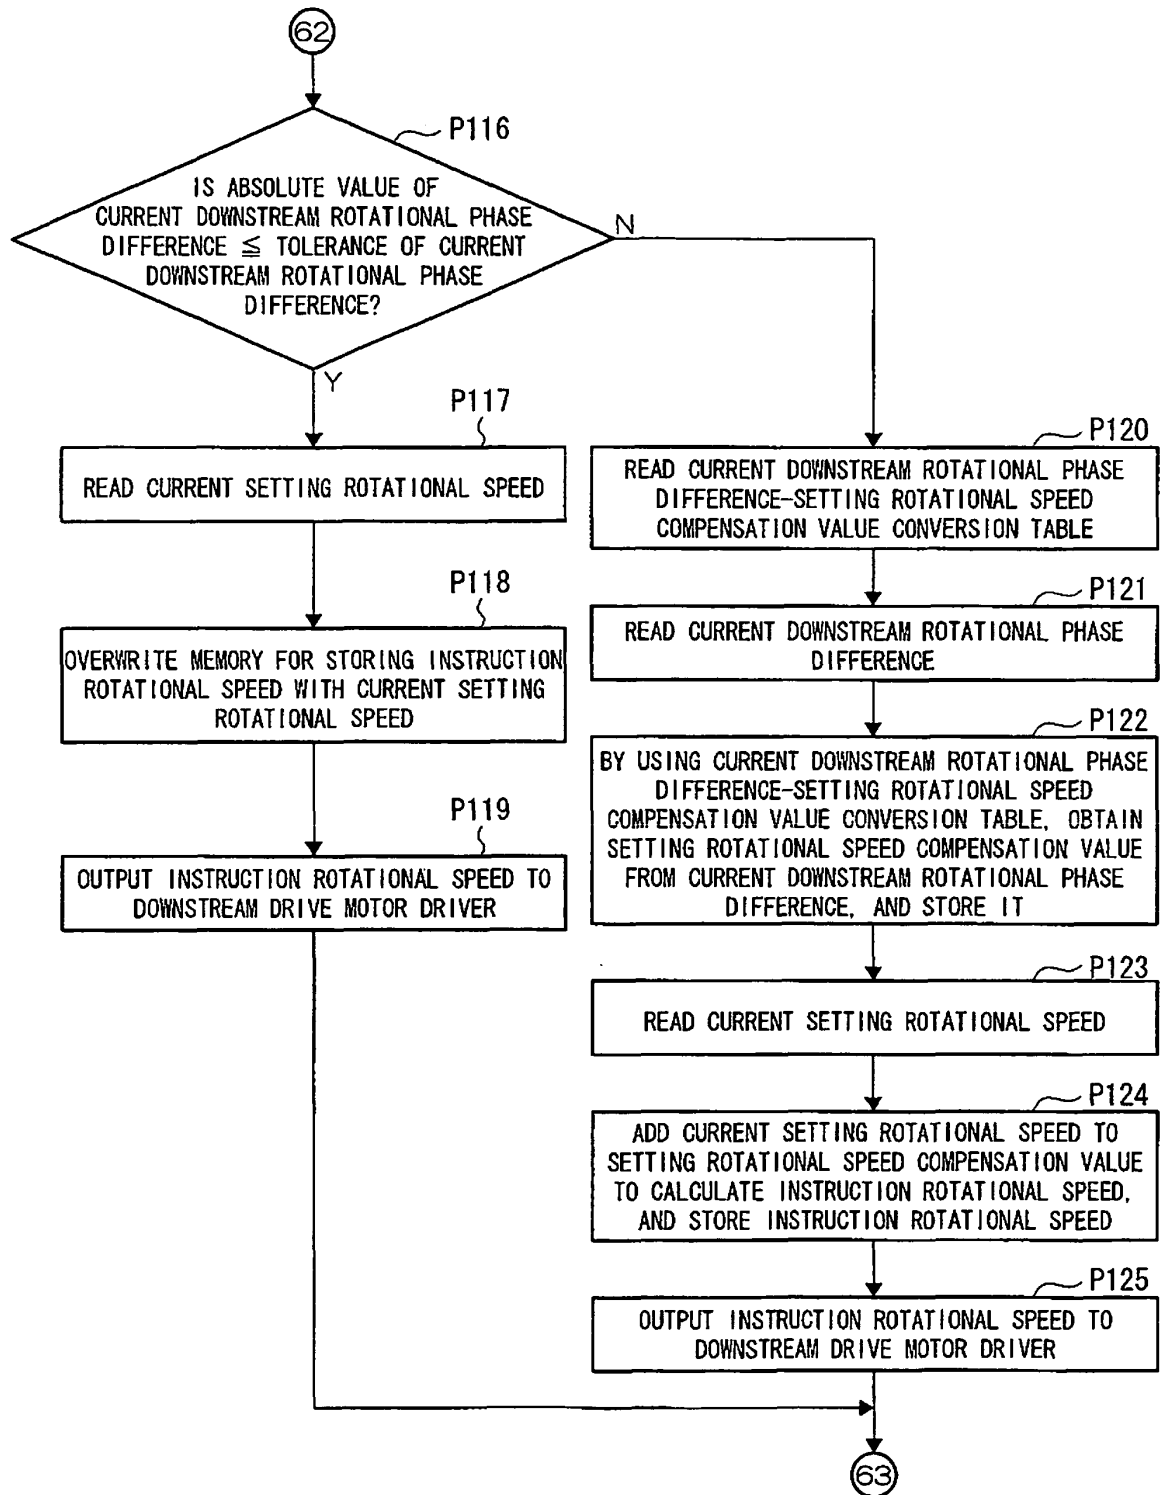 62
P116
IS ABSOLUTE VALUE OF
CURRENT DOWNSTREAM ROTATIONAL PHASE
DIFFERENCE ≦ TOLERANCE OF CURRENT
DOWNSTREAM ROTATIONAL PHASE
DIFFERENCE?
N
Y
P117
READ CURRENT SETTING ROTATIONAL SPEED
P118
OVERWRITE MEMORY FOR STORING INSTRUCTION
ROTATIONAL SPEED WITH CURRENT SETTING
ROTATIONAL SPEED
P119
OUTPUT INSTRUCTION ROTATIONAL SPEED TO
DOWNSTREAM DRIVE MOTOR DRIVER
P120
READ CURRENT DOWNSTREAM ROTATIONAL PHASE
DIFFERENCE-SETTING ROTATIONAL SPEED
COMPENSATION VALUE CONVERSION TABLE
P121
READ CURRENT DOWNSTREAM ROTATIONAL PHASE
DIFFERENCE
P122
BY USING CURRENT DOWNSTREAM ROTATIONAL PHASE
DIFFERENCE-SETTING ROTATIONAL SPEED
COMPENSATION VALUE CONVERSION TABLE, OBTAIN
SETTING ROTATIONAL SPEED COMPENSATION VALUE
FROM CURRENT DOWNSTREAM ROTATIONAL PHASE
DIFFERENCE, AND STORE IT
P123
READ CURRENT SETTING ROTATIONAL SPEED
P124
ADD CURRENT SETTING ROTATIONAL SPEED TO
SETTING ROTATIONAL SPEED COMPENSATION VALUE
TO CALCULATE INSTRUCTION ROTATIONAL SPEED,
AND STORE INSTRUCTION ROTATIONAL SPEED
P125
OUTPUT INSTRUCTION ROTATIONAL SPEED TO
DOWNSTREAM DRIVE MOTOR DRIVER
63